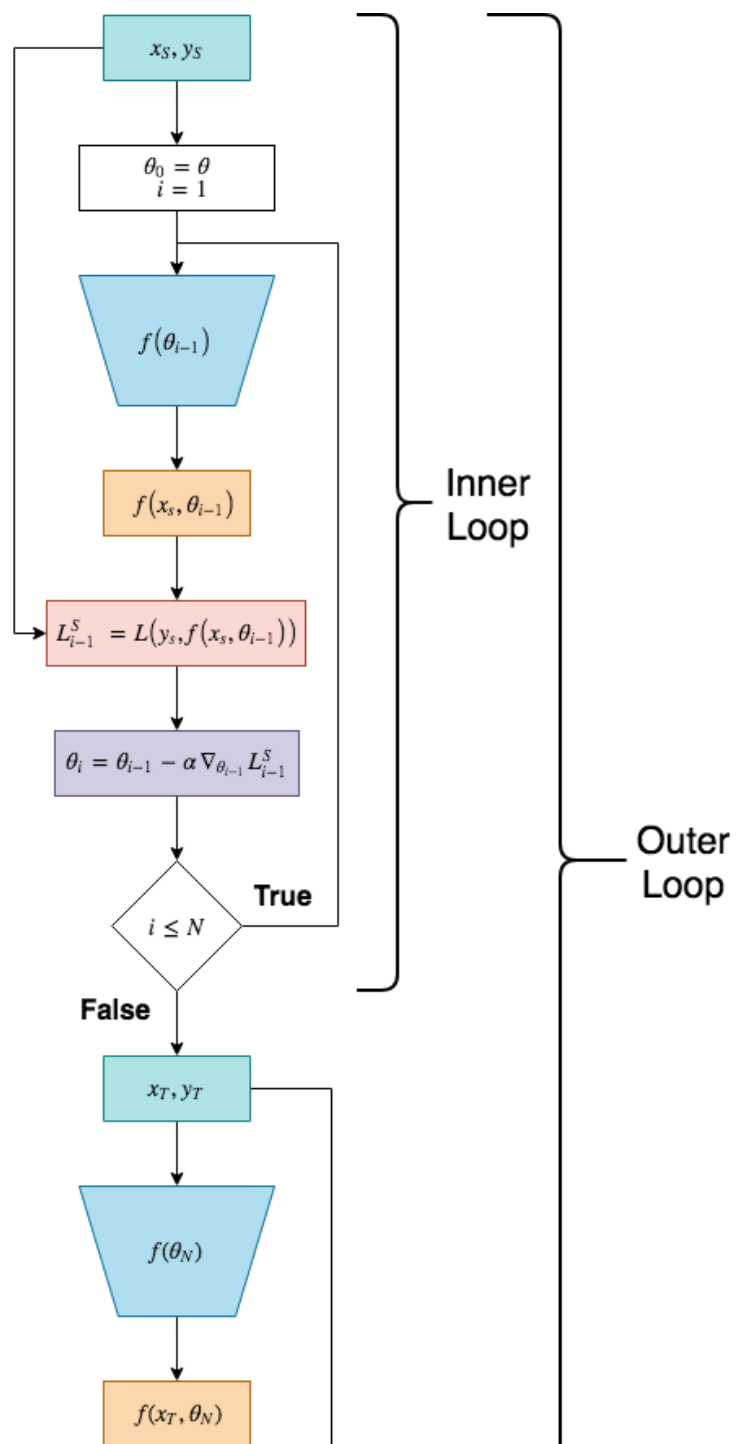 x_S, y_S
θ_0 = θ
i = 1
f(θ_{i−1})
f(x_s, θ_{i−1})
L^S_{i−1} = L(y_s, f(x_s, θ_{i−1}))
θ_i = θ_{i−1} − α ∇_{θ_{i−1}} L^S_{i−1}
i ≤ N
True
False
Inner
Loop
Outer
Loop
x_T, y_T
f(θ_N)
f(x_T, θ_N)